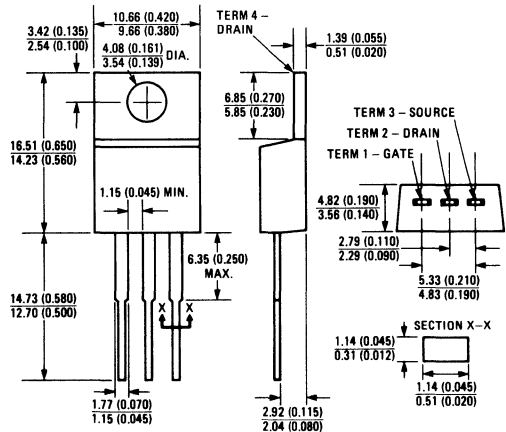 10.66 (0.420)
9.66 (0.380)
TERM 4 –
DRAIN
3.42 (0.135)
2.54 (0.100)
4.08 (0.161)
3.54 (0.139)
DIA.
1.39 (0.055)
0.51 (0.020)
6.85 (0.270)
5.85 (0.230)
TERM 3 – SOURCE
TERM 2 – DRAIN
TERM 1 – GATE
16.51 (0.650)
14.23 (0.560)
1.15 (0.045) MIN.
4.82 (0.190)
3.56 (0.140)
2.79 (0.110)
2.29 (0.090)
6.35 (0.250)
MAX.
5.33 (0.210)
4.83 (0.190)
14.73 (0.580)
12.70 (0.500)
X X
SECTION X–X
1.14 (0.045)
0.31 (0.012)
1.14 (0.045)
0.51 (0.020)
1.77 (0.070)
1.15 (0.045)
2.92 (0.115)
2.04 (0.080)